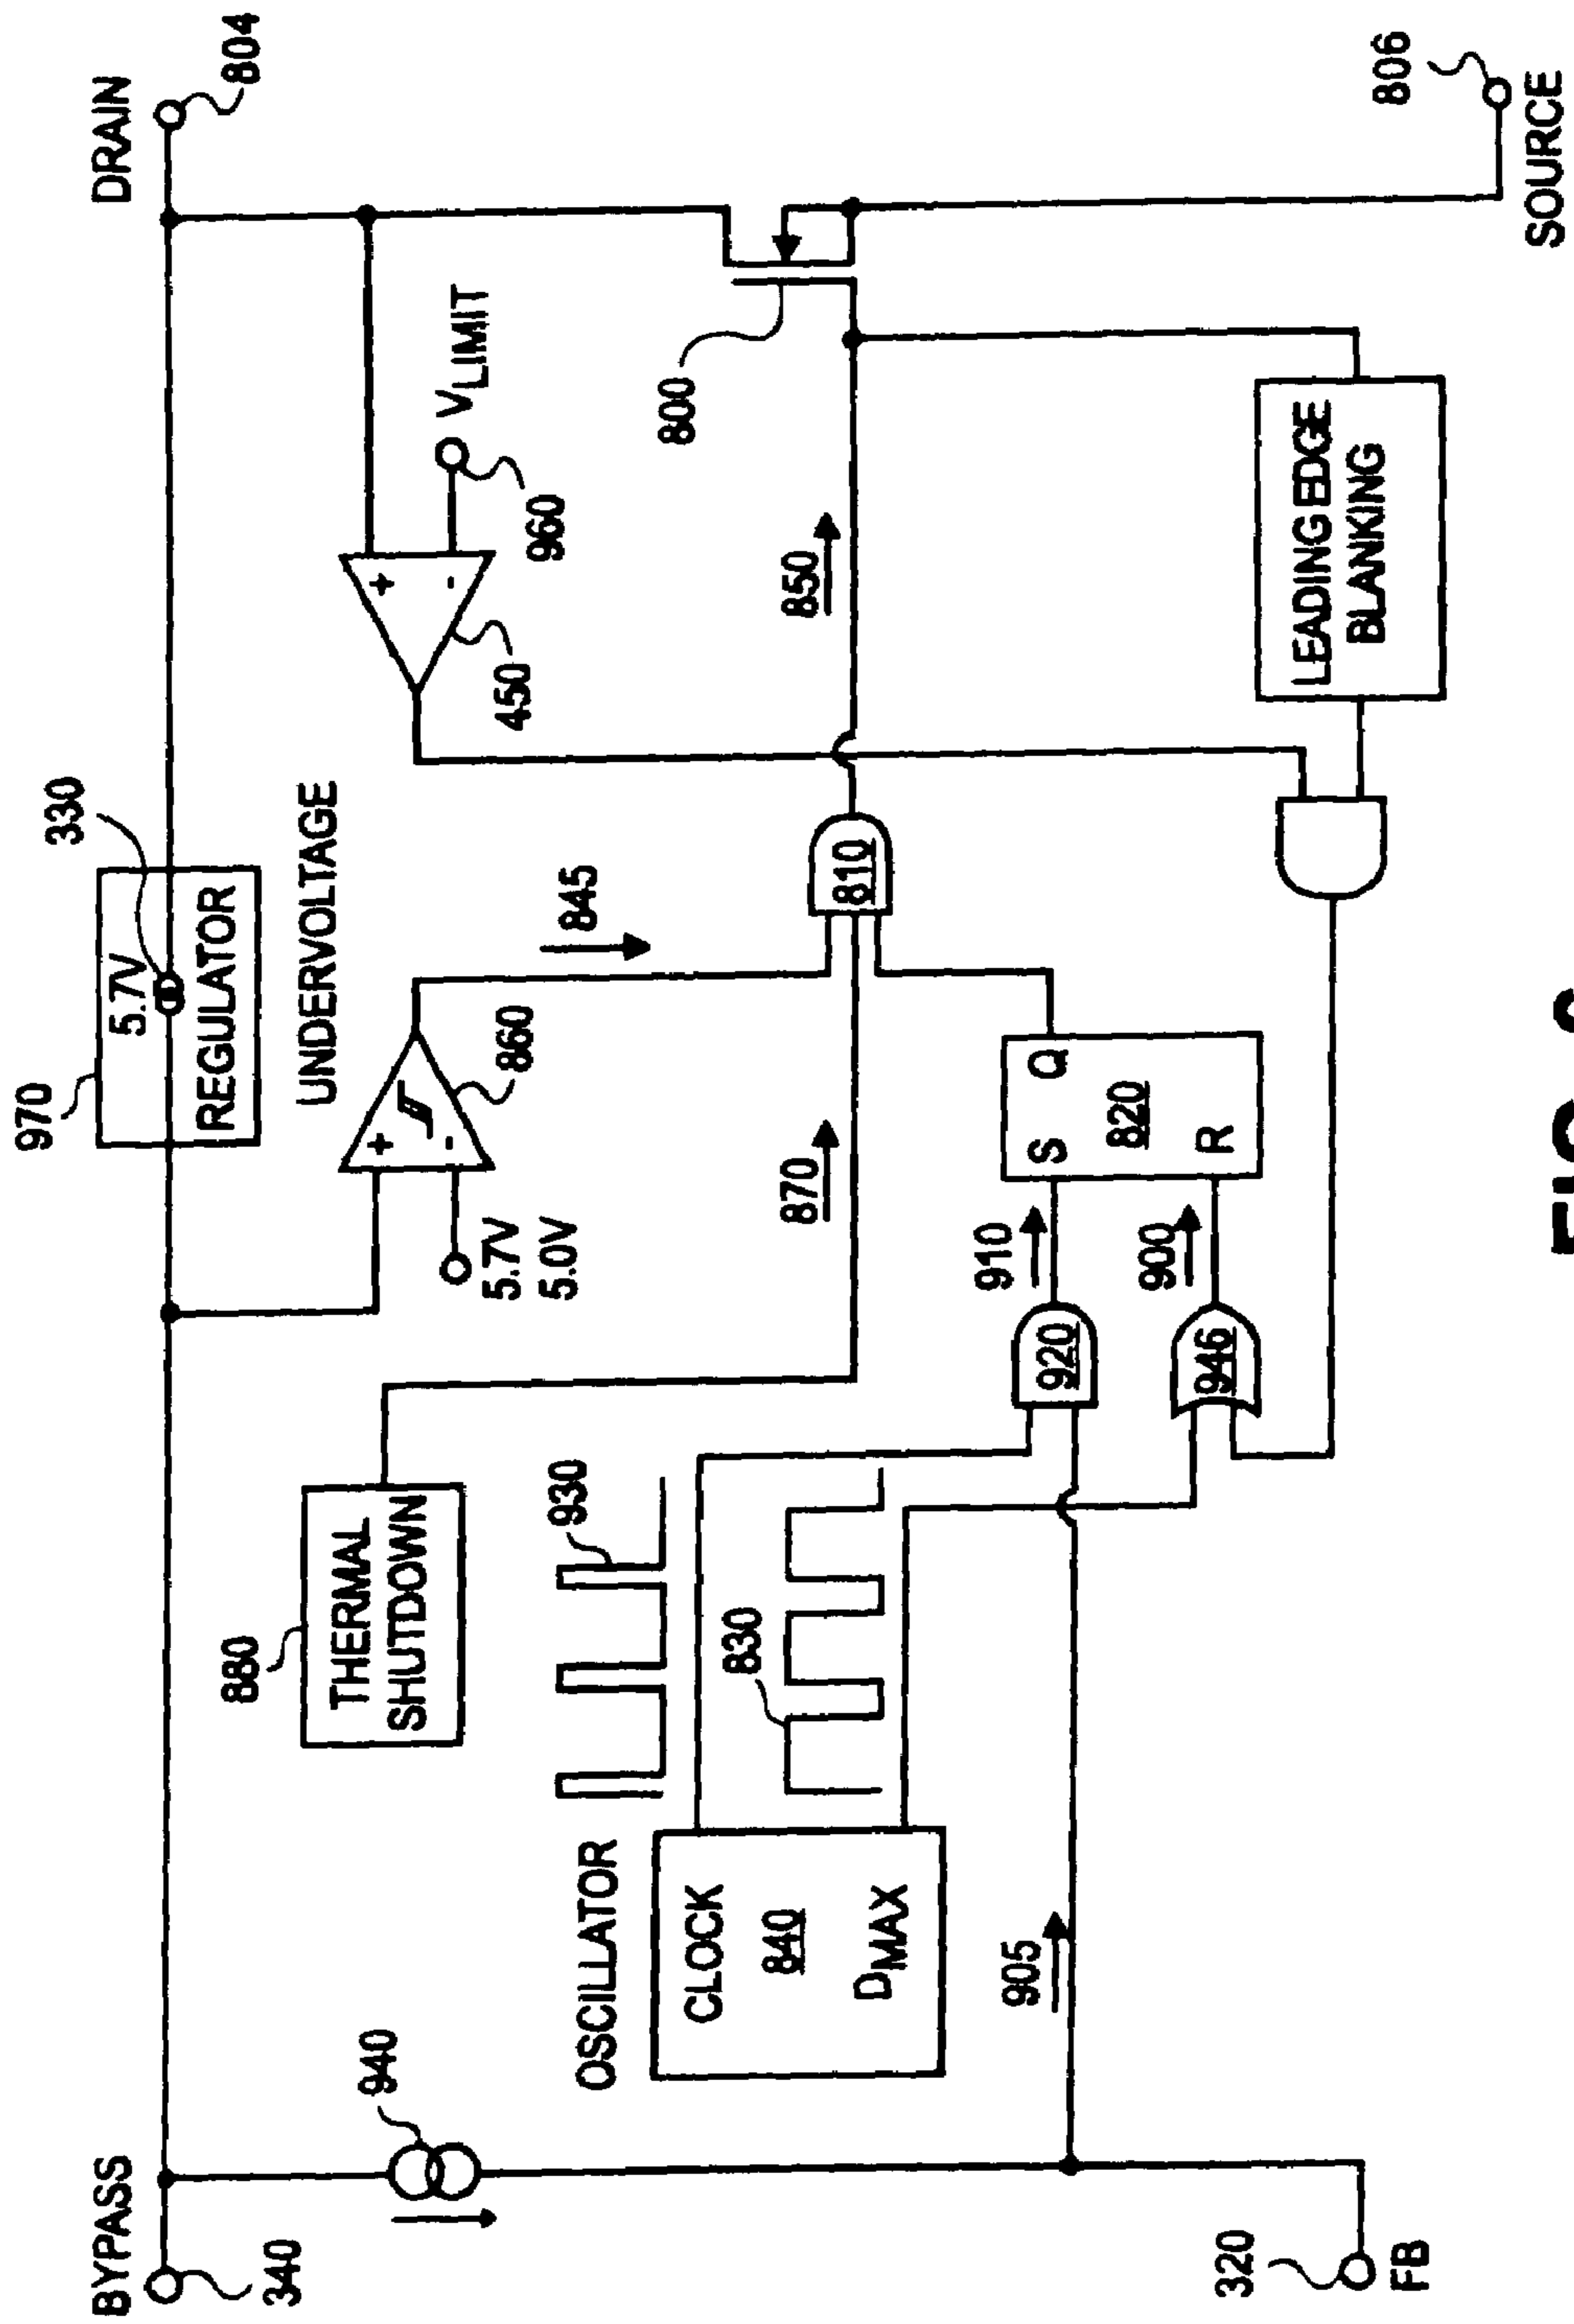 BYPASS
340
940
970
5.7V
REGULATOR
330
DRAIN
804
880
THERMAL
SHUTDOWN
UNDERVOLTAGE
+
-
860
5.7V
5.0V
845
+
-
450
960
VLIMIT
OSCILLATOR
CLOCK
840
DMAX
930
830
870
810
850
800
905
910
920
900
946
S
Q
820
R
LEADING EDGE
BLANKING
806
SOURCE
320
FB